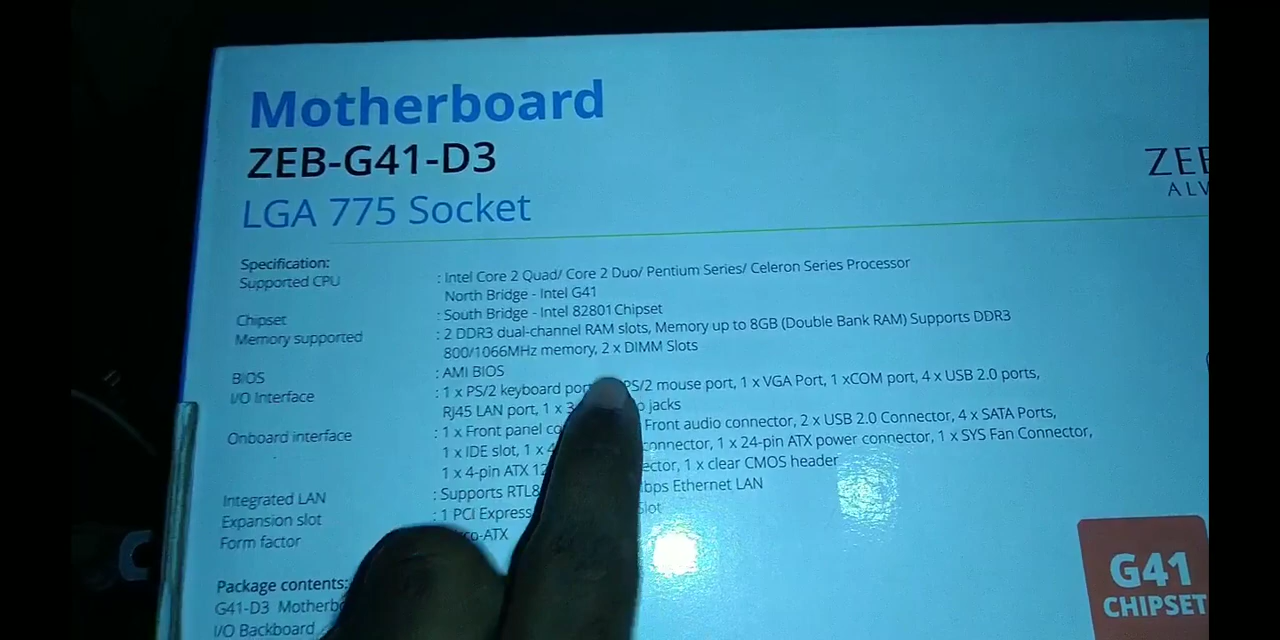 Motherboard
ZEB-G41-D3
LGA 775 Socket
Specification:
Supported CPU : Intel Core 2 Quad/ Core 2 Duo/ Pentium Series/ Celeron Series Processor
North Bridge - Intel G41
Chipset : South Bridge - Intel 82801 Chipset
Memory supported : 2 DDR3 dual-channel RAM slots, Memory up to 8GB (Double Bank RAM) Supports DDR3
800/1066MHz memory, 2 x DIMM Slots
BIOS : AMI BIOS
I/O Interface : 1 x PS/2 keyboard PS/2 mouse port, 1 x VGA Port, 1 xCOM port, 4 x USB 2.0 ports,
RJ45 LAN port, 1 x jacks
Onboard interface : 1 x Front panel Front audio connector, 2 x USB 2.0 Connector, 4 x SATA Ports,
1 x IDE slot, 1 x connector, 1 x 24-pin ATX power connector, 1 x SYS Fan Connector,
1 x 4-pin ATX 1 x clear CMOS header
Integrated LAN : Supports Ethernet LAN
Expansion slot : 1 PCI Express Slot
Form factor
Package contents:
G41-D3
I/O Backboard
G41
CHIPSET